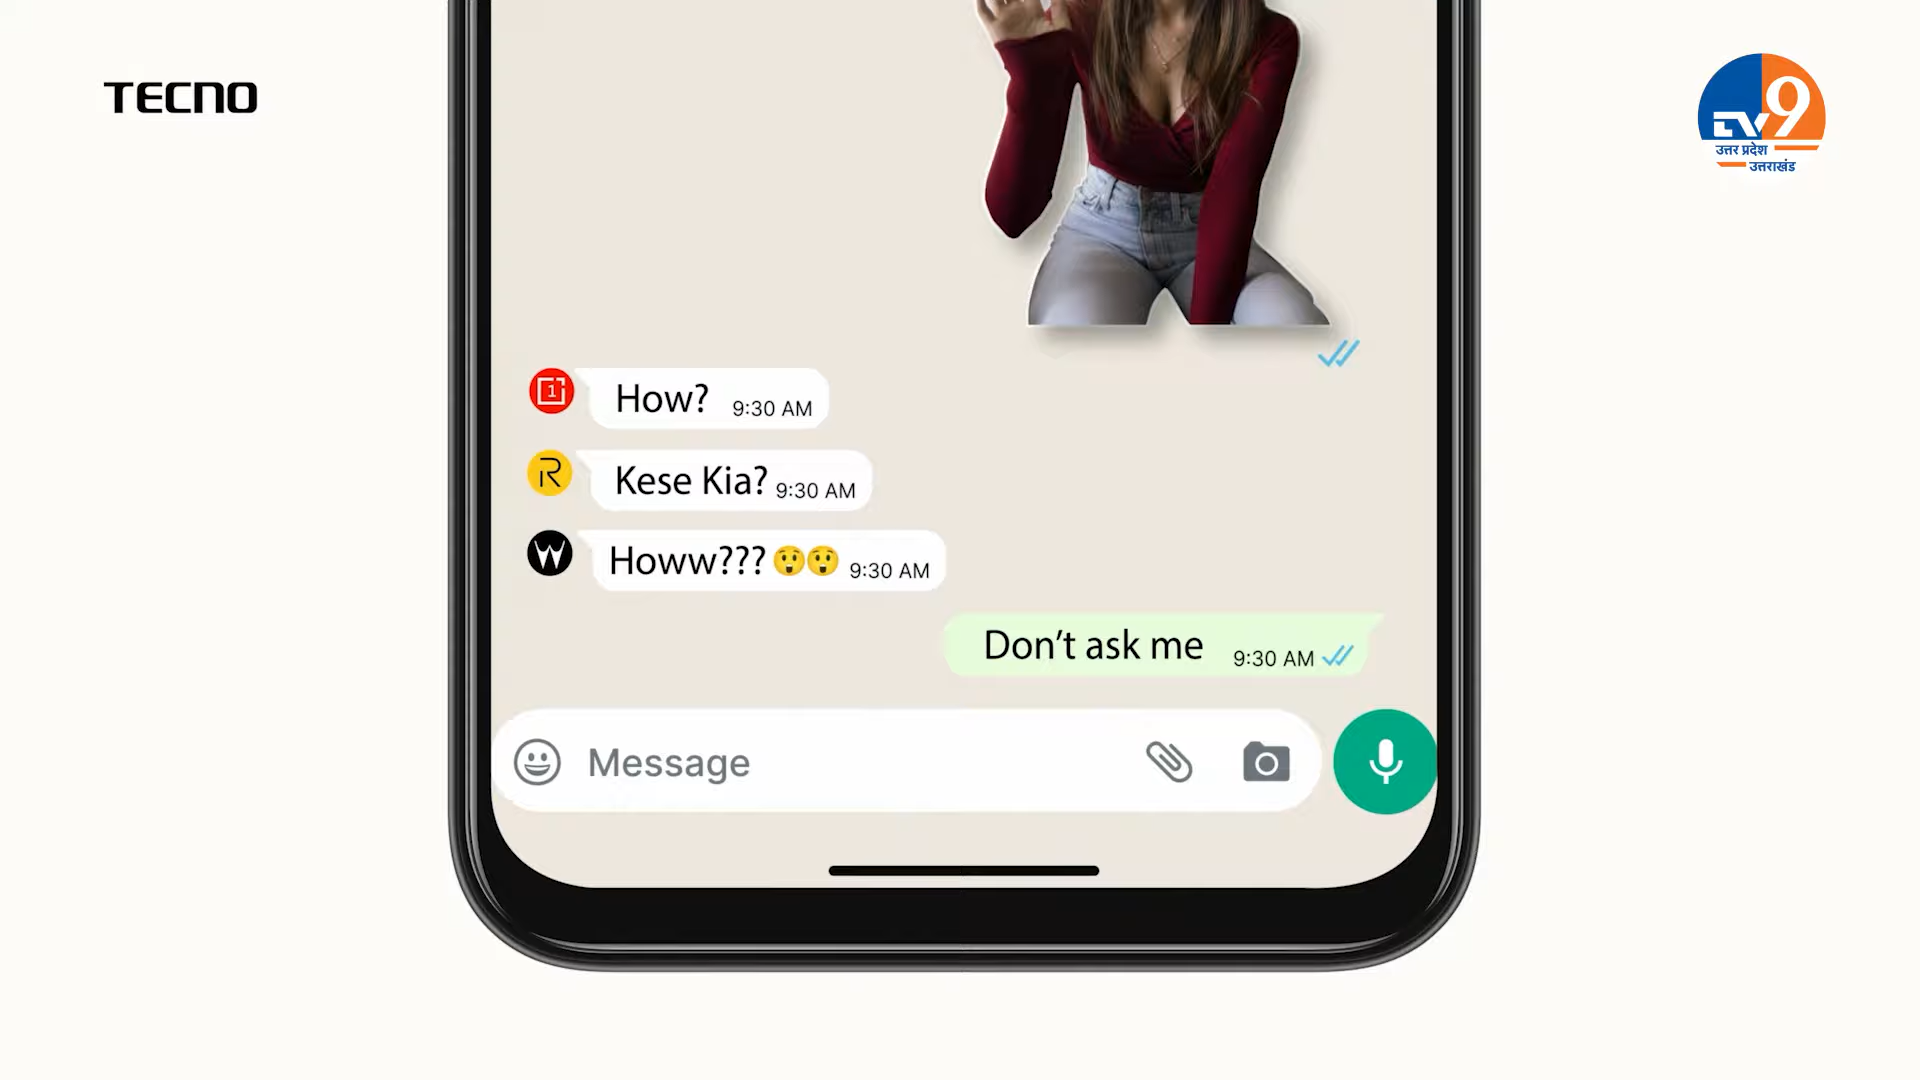 TECNO
TV9
उत्तर प्रदेश
उत्तराखंड
1
How? 9:30 AM
R
Kese Kia? 9:30 AM
W
Howw???😲😲 9:30 AM
Don't ask me 9:30 AM
Message